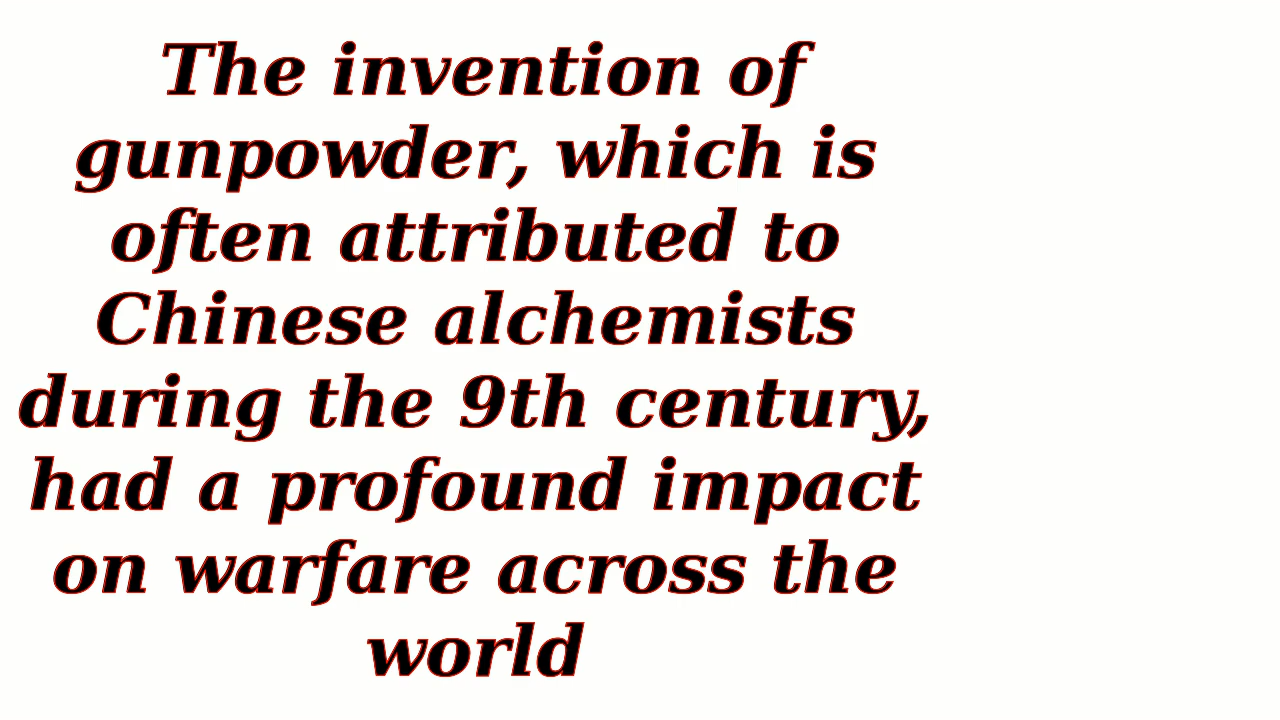 The invention of
gunpowder, which is
often attributed to
Chinese alchemists
during the 9th century,
had a profound impact
on warfare across the
world